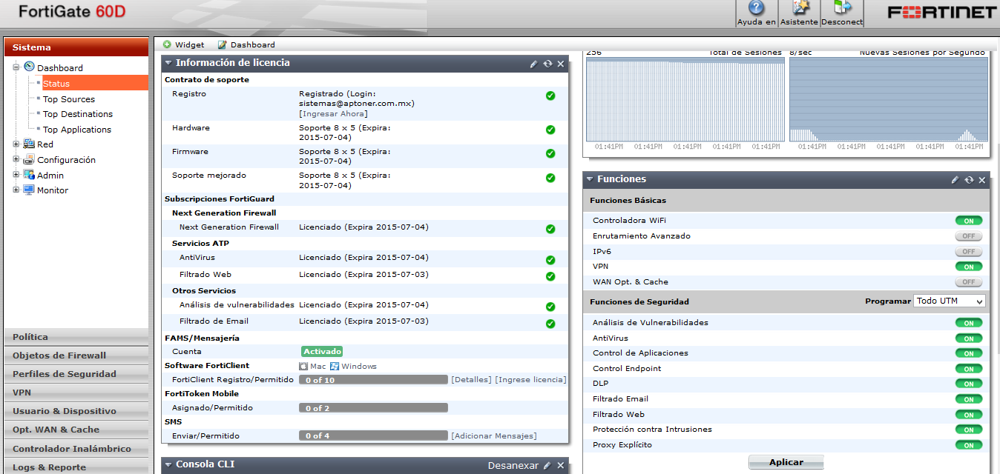 FortiGate 60D
Ayuda en
Asistente
Desconect
FORTINET
Sistema
Dashboard
Status
Top Sources
Top Destinations
Top Applications
Red
Configuración
Admin
Monitor
Política
Objetos de Firewall
Perfiles de Seguridad
VPN
Usuario & Dispositivo
Opt. WAN & Cache
Controlador Inalámbrico
Logs & Reporte
Widget
Dashboard
Información de licencia
Contrato de soporte
Registro
Registrado (Login:
sistemas@aptoner.com.mx)
[Ingresar Ahora]
Hardware
Soporte 8 x 5 (Expira:
2015-07-04)
Firmware
Soporte 8 x 5 (Expira:
2015-07-04)
Soporte mejorado
Soporte 8 x 5 (Expira:
2015-07-04)
Subscripciones FortiGuard
Next Generation Firewall
Next Generation Firewall Licenciado (Expira 2015-07-04)
Servicios ATP
AntiVirus Licenciado (Expira 2015-07-04)
Filtrado Web Licenciado (Expira 2015-07-03)
Otros Servicios
Análisis de vulnerabilidades Licenciado (Expira 2015-07-04)
Filtrado de Email Licenciado (Expira 2015-07-03)
FAMS/Mensajería
Cuenta Activado
Software FortiClient Mac Windows
FortiClient Registro/Permitido 0 of 10 [Detalles] [Ingrese licencia]
FortiToken Mobile
Asignado/Permitido 0 of 2
SMS
Enviar/Permitido 0 of 4 [Adicionar Mensajes]
Consola CLI Desanexar
256 Total de Sesiones 8/sec Nuevas Sesiones por Segundo
01:41PM 01:41PM 01:41PM 01:41PM 01:41PM 01:41PM 01:41PM 01:41PM 01:41PM 01:41PM
Funciones
Funciones Básicas
Controladora WiFi ON
Enrutamiento Avanzado OFF
IPv6 OFF
VPN ON
WAN Opt. & Cache OFF
Funciones de Seguridad Programar Todo UTM
Análisis de Vulnerabilidades ON
AntiVirus ON
Control de Aplicaciones ON
Control Endpoint ON
DLP ON
Filtrado Email ON
Filtrado Web ON
Protección contra Intrusiones ON
Proxy Explícito ON
Aplicar